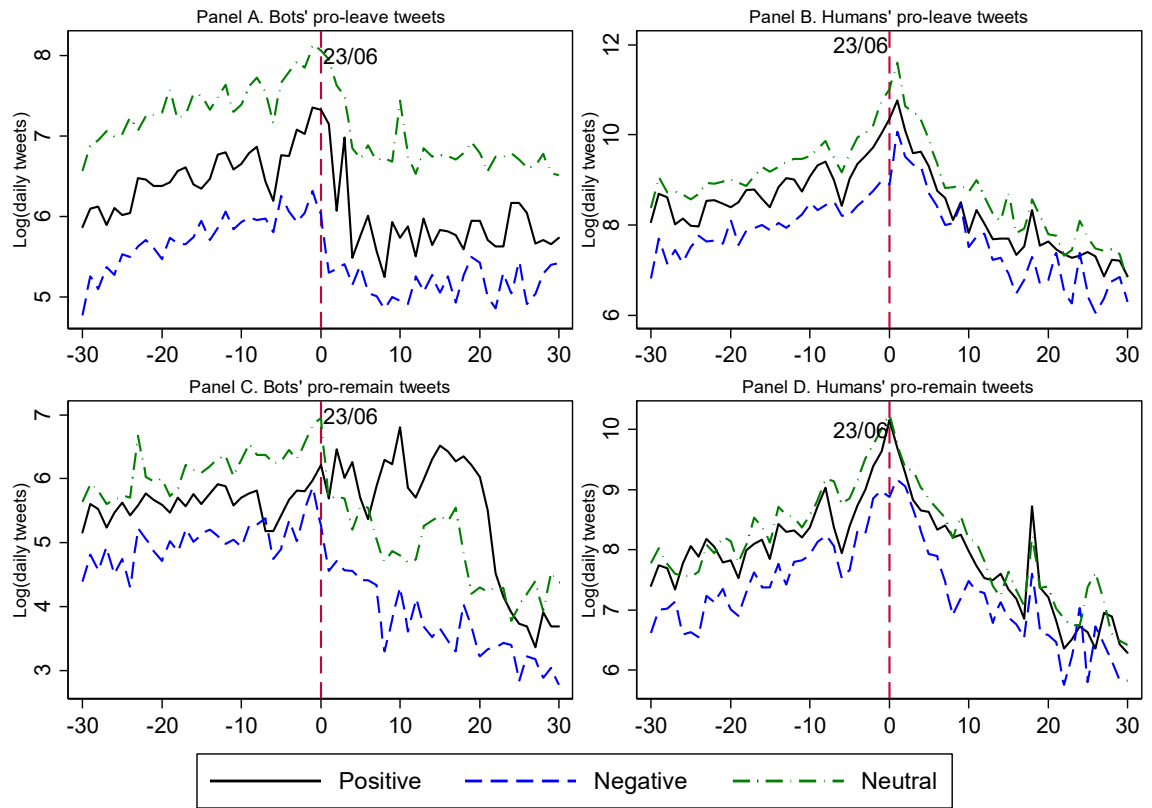 Panel A. Bots' pro-leave tweets
Log(daily tweets)
8
7
6
5
23/06
-30 -20 -10 0 10 20 30
Panel B. Humans' pro-leave tweets
Log(daily tweets)
12
10
8
6
23/06
-30 -20 -10 0 10 20 30
Panel C. Bots' pro-remain tweets
Log(daily tweets)
7
6
5
4
3
23/06
-30 -20 -10 0 10 20 30
Panel D. Humans' pro-remain tweets
Log(daily tweets)
10
9
8
7
6
23/06
-30 -20 -10 0 10 20 30
Positive Negative Neutral